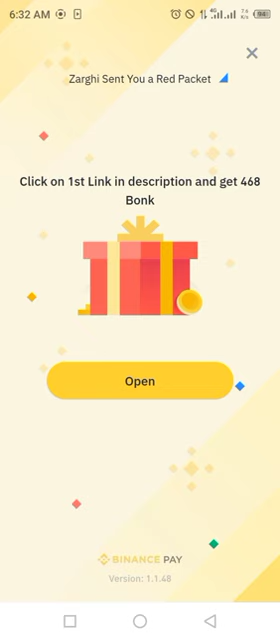 6:32 AM
Zarghi Sent You a Red Packet
Click on 1st Link in description and get 468
Bonk
Open
BINANCE PAY
Version: 1.1.48